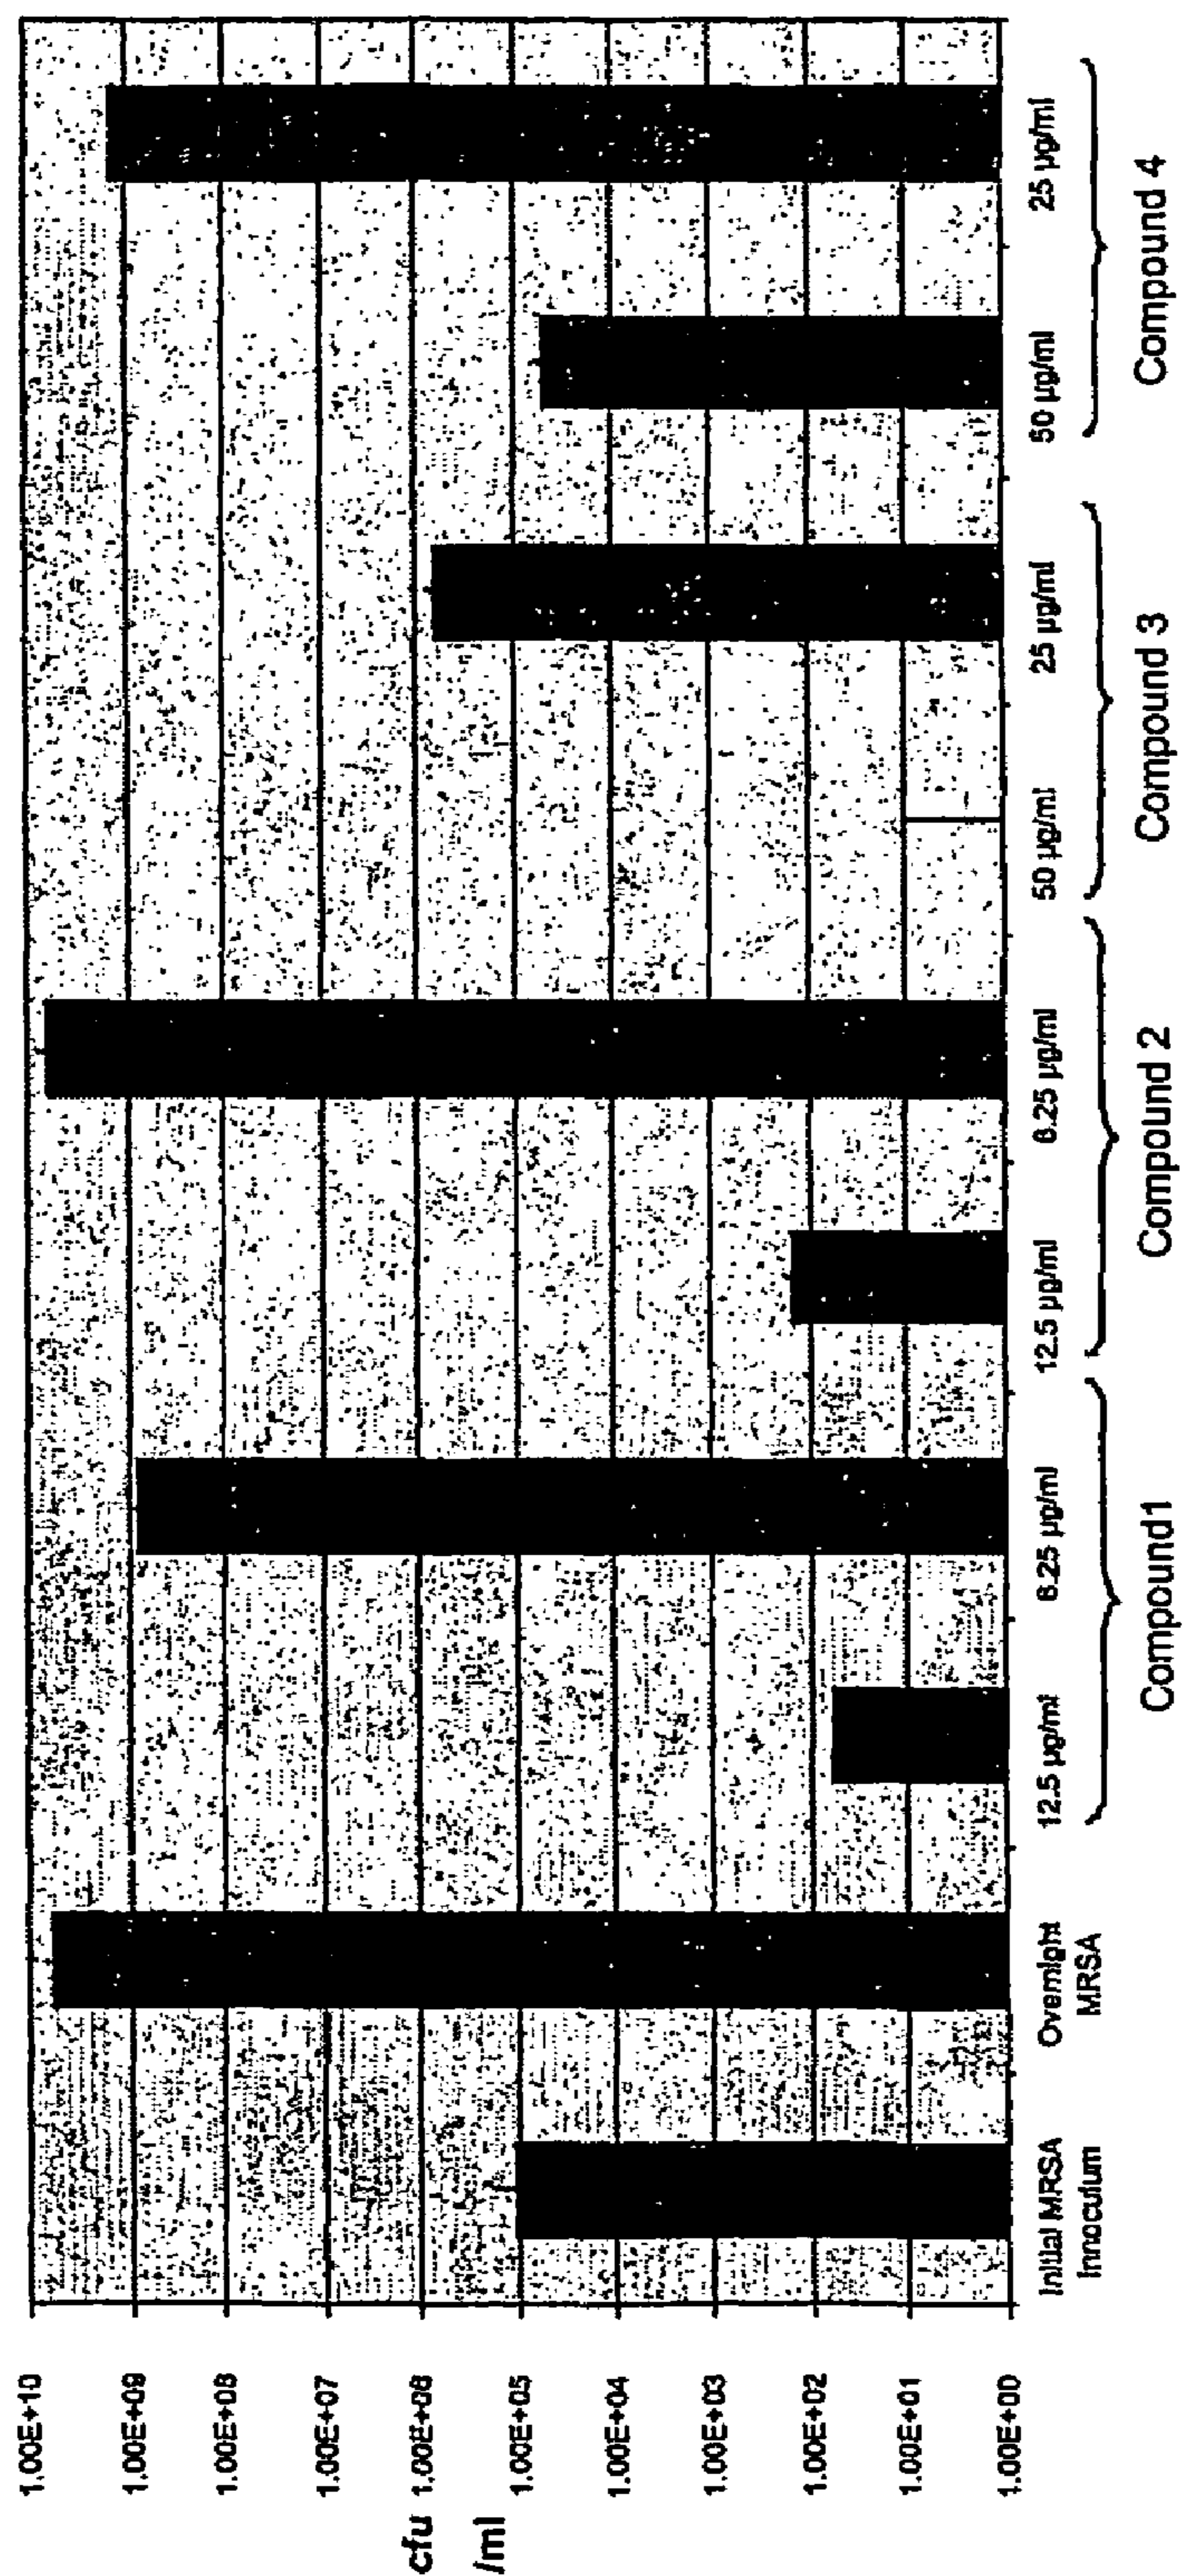 1.00E+10
1.00E+09
1.00E+08
1.00E+07
1.00E+06
1.00E+05
1.00E+04
1.00E+03
1.00E+02
1.00E+01
1.00E+00
cfu
/ml
Initial MRSA
Innoculum
Overnight
MRSA
12.5 µg/ml
6.25 µg/ml
12.5 µg/ml
6.25 µg/ml
50 µg/ml
25 µg/ml
50 µg/ml
25 µg/ml
Compound1
Compound 2
Compound 3
Compound 4